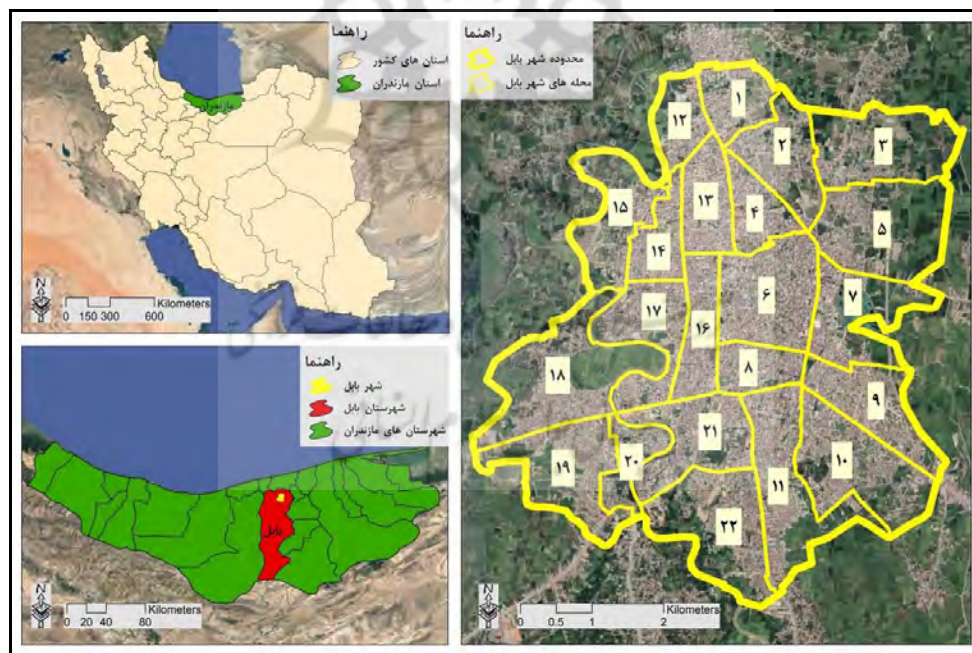 راهنما
استان های کشور
استان مازندران
مازندران
N
0 150 300 600 Kilometers
راهنما
شهر بابل
شهرستان بابل
شهرستان های مازندران
بابل
N
0 20 40 80 Kilometers
راهنما
محدوده شهر بابل
محله های شهر بابل
۱
۱۲
۲
۳
۱۳
۴
۱۵
۵
۱۴
۶
۷
۱۷
۱۶
۸
۱۸
۹
۲۱
۱۹
۲۰
۱۰
۱۱
۲۲
N
0 0.5 1 2 Kilometers